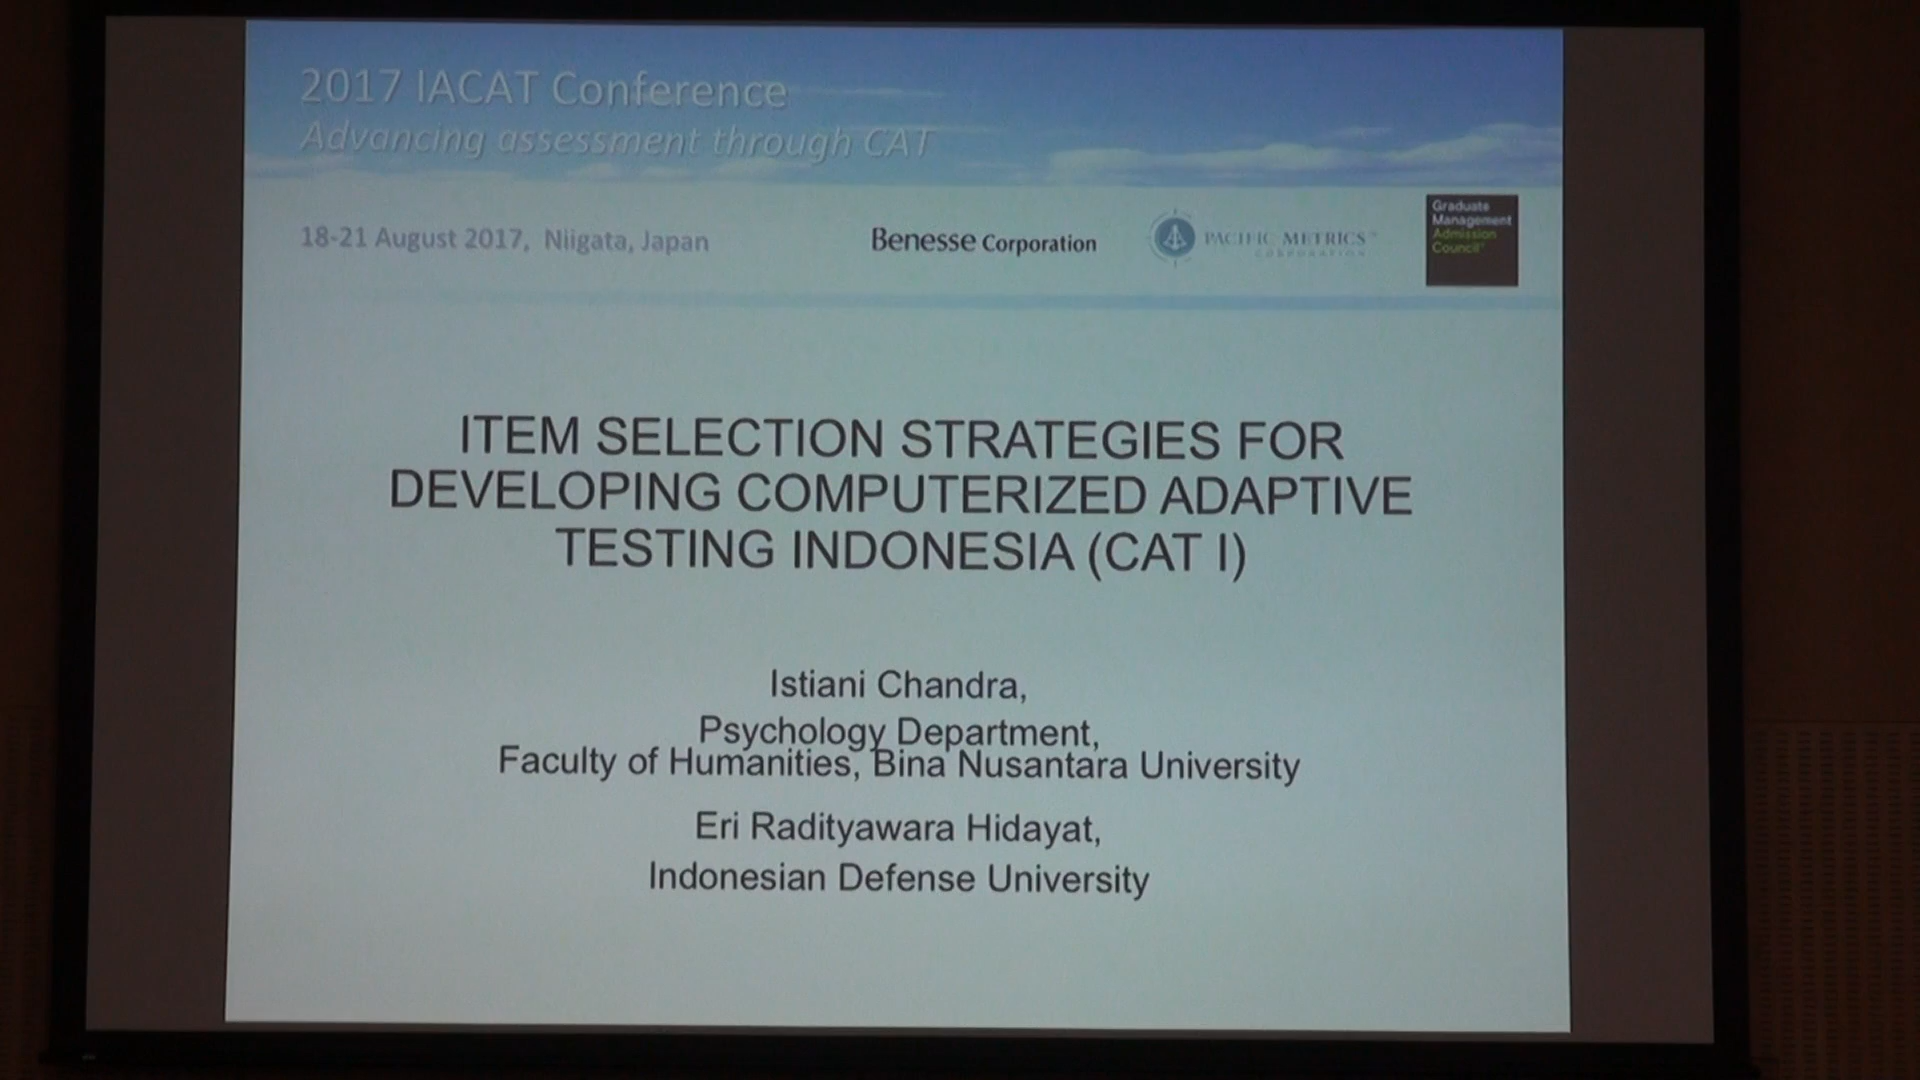 2017 IACAT Conference
Advancing assessment through CAT
18-21 August 2017, Niigata, Japan
Benesse Corporation
PACIFIC METRICS™
CORPORATION
Graduate
Management
Admission
Council®
ITEM SELECTION STRATEGIES FOR
DEVELOPING COMPUTERIZED ADAPTIVE
TESTING INDONESIA (CAT I)
Istiani Chandra,
Psychology Department,
Faculty of Humanities, Bina Nusantara University
Eri Radityawara Hidayat,
Indonesian Defense University